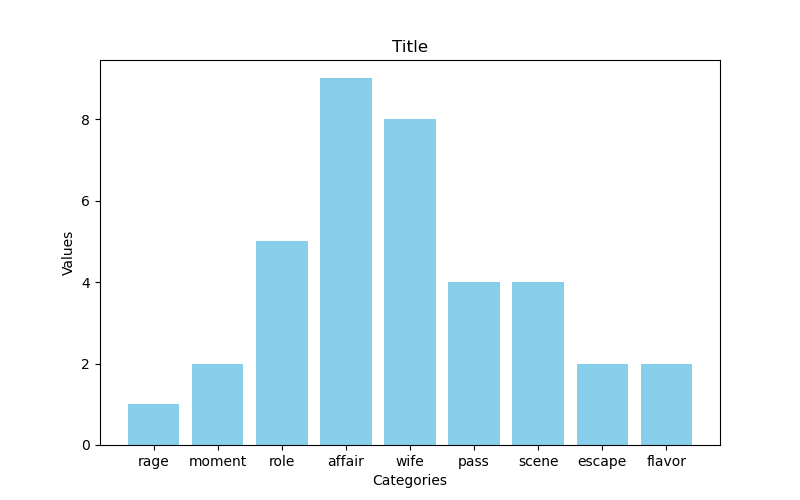 Title
Values
8
6
4
2
0
rage moment role affair wife pass scene escape flavor
Categories